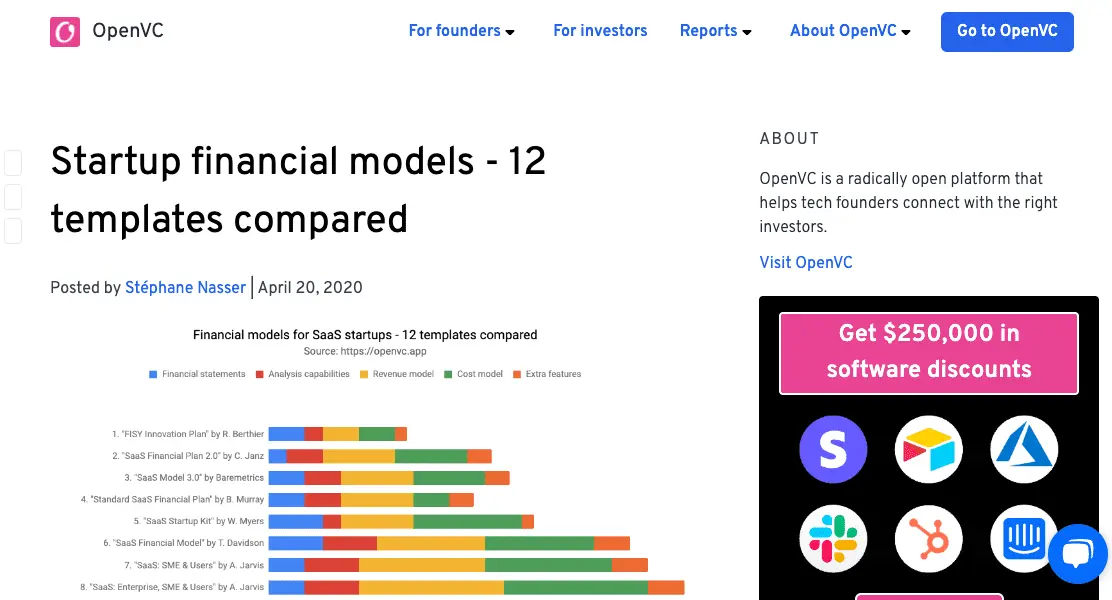 OpenVC
For founders
For investors
Reports
About OpenVC
Go to OpenVC
Startup financial models - 12
templates compared
Posted by Stéphane Nasser | April 20, 2020
Financial models for SaaS startups - 12 templates compared
Source: https://openvc.app
Financial statements
Analysis capabilities
Revenue model
Cost model
Extra features
1. "FISY Innovation Plan" by R. Berthier
2. "SaaS Financial Plan 2.0" by C. Janz
3. "SaaS Model 3.0" by Baremetrics
4. "Standard SaaS Financial Plan" by B. Murray
5. "SaaS Startup Kit" by W. Myers
6. "SaaS Financial Model" by T. Davidson
7. "SaaS: SME & Users" by A. Jarvis
8. "SaaS: Enterprise, SME & Users" by A. Jarvis
ABOUT
OpenVC is a radically open platform that
helps tech founders connect with the right
investors.
Visit OpenVC
Get $250,000 in
software discounts
S